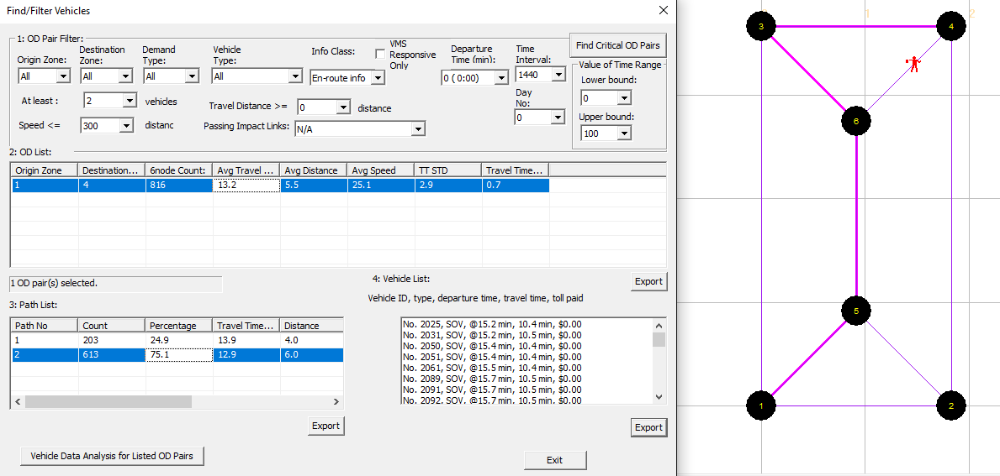 Find/Filter Vehicles
1: OD Pair Filter:
Origin Zone:
Destination Zone:
Demand Type:
Vehicle Type:
Info Class:
VMS Responsive Only
Departure Time (min):
Time Interval:
Find Critical OD Pairs
All
All
All
All
En-route info
0 ( 0:00)
1440
Value of Time Range
Lower bound:
0
Upper bound:
100
At least :
2
vehicles
Travel Distance >=
0
distance
Day No:
0
Speed <=
300
distanc
Passing Impact Links:
N/A
2: OD List:
Origin Zone Destination... 6node Count: Avg Travel ... Avg Distance Avg Speed TT STD Travel Time...
1 4 816 13.2 5.5 25.1 2.9 0.7
1 OD pair(s) selected.
4: Vehicle List:
Export
Vehicle ID, type, departure time, travel time, toll paid
3: Path List:
Path No Count Percentage Travel Time... Distance
1 203 24.9 13.9 4.0
2 613 75.1 12.9 6.0
No. 2025, SOV, @15.2 min, 10.4 min, $0.00
No. 2031, SOV, @15.2 min, 10.5 min, $0.00
No. 2050, SOV, @15.4 min, 10.4 min, $0.00
No. 2051, SOV, @15.4 min, 10.4 min, $0.00
No. 2061, SOV, @15.5 min, 10.4 min, $0.00
No. 2089, SOV, @15.7 min, 10.5 min, $0.00
No. 2091, SOV, @15.7 min, 10.5 min, $0.00
No. 2092, SOV, @15.7 min, 10.5 min, $0.00
Export
Export
Vehicle Data Analysis for Listed OD Pairs
Exit
1
2
3
4
6
5
1
2